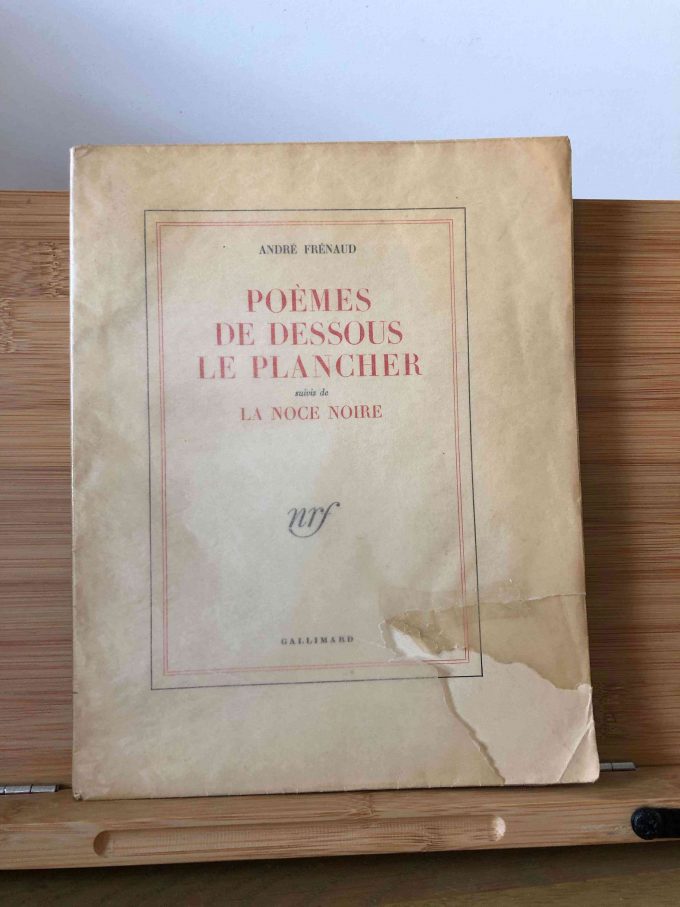 ANDRÉ FRÉNAUD
POÈMES
DE DESSOUS
LE PLANCHER
suivis de
LA NOCE NOIRE
nrf
GALLIMARD